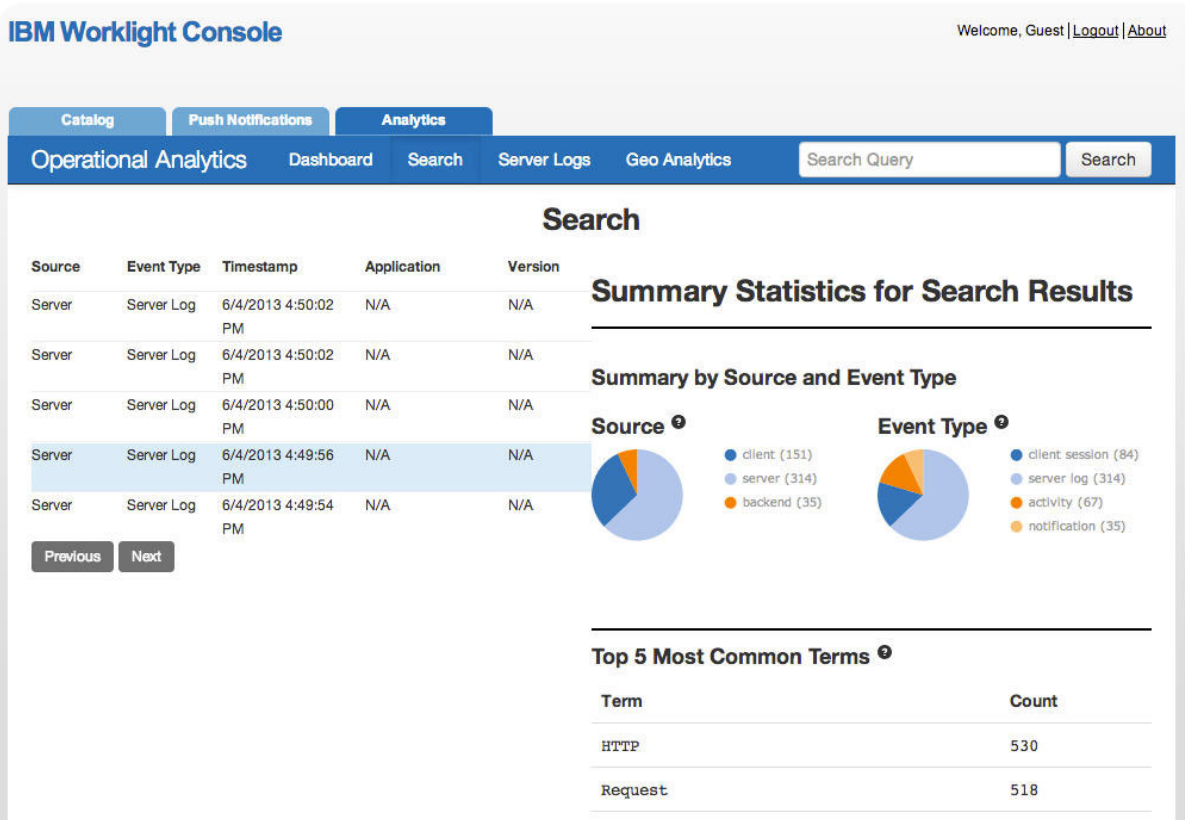 IBM Worklight Console
Welcome, Guest | Logout | About
Catalog Push Notifications Analytics
Operational Analytics Dashboard Search Server Logs Geo Analytics Search Query Search
Search
Source Event Type Timestamp Application Version
Server Server Log 6/4/2013 4:50:02 PM N/A N/A
Server Server Log 6/4/2013 4:50:02 PM N/A N/A
Server Server Log 6/4/2013 4:50:00 PM N/A N/A
Server Server Log 6/4/2013 4:49:56 PM N/A N/A
Server Server Log 6/4/2013 4:49:54 PM N/A N/A
Previous Next
Summary Statistics for Search Results
Summary by Source and Event Type
Source ?
client (151)
server (314)
backend (35)
Event Type ?
client session (84)
server log (314)
activity (67)
notification (35)
Top 5 Most Common Terms ?
Term Count
HTTP 530
Request 518